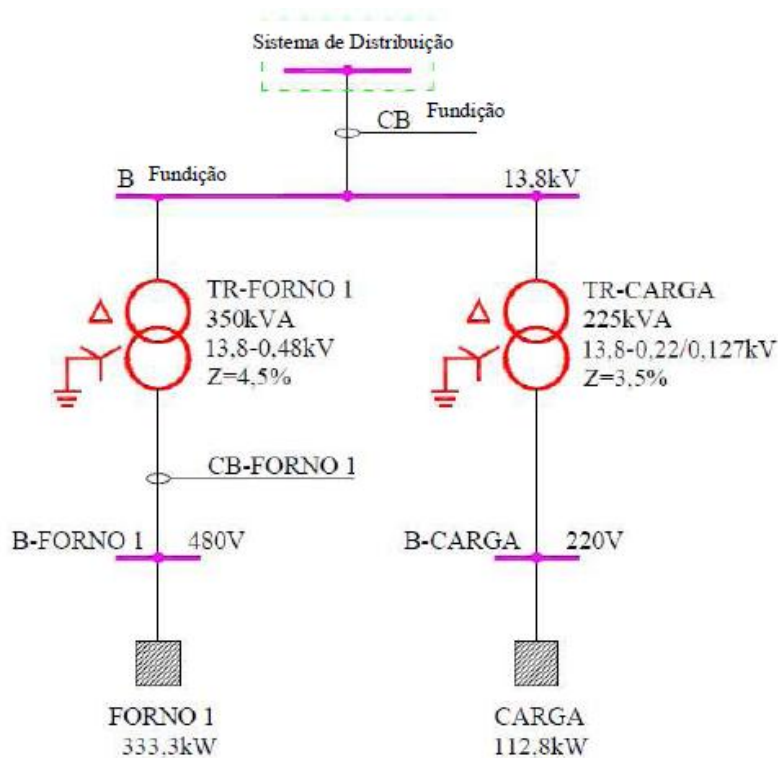 Sistema de Distribuição
CB Fundição
B Fundição 13.8kV
TR-FORNO 1
350kVA
13,8-0,48kV
Z=4,5%
TR-CARGA
225kVA
13,8-0,22/0,127kV
Z=3,5%
CB-FORNO 1
B-FORNO 1 480V
B-CARGA 220V
FORNO 1
333,3kW
CARGA
112,8kW